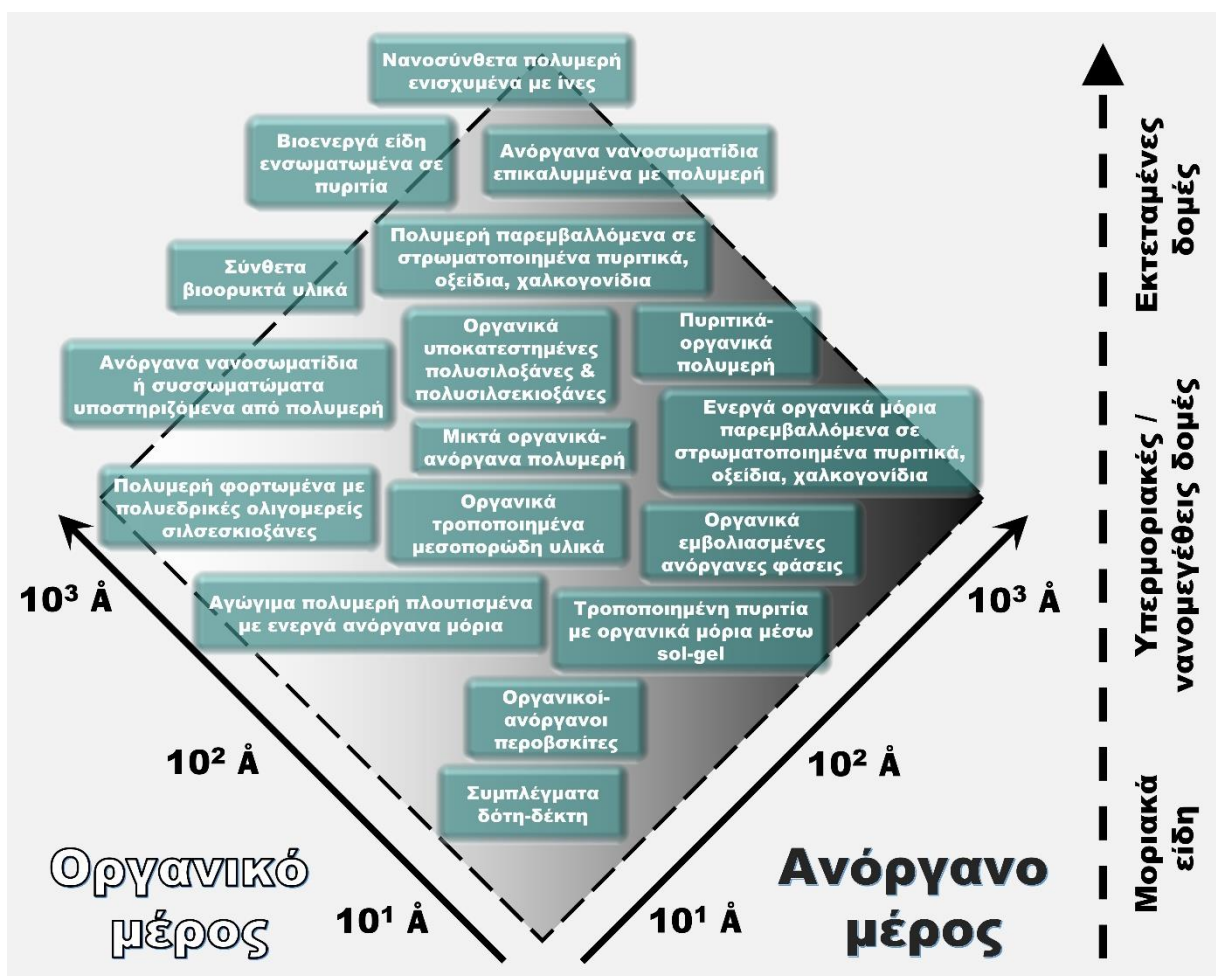 Νανοσύνθετα πολυμερή
ενισχυμένα με ίνες
Βιοενεργά είδη
ενσωματωμένα σε
πυριτία
Ανόργανα νανοσωματίδια
επικαλυμμένα με πολυμερή
Πολυμερή παρεμβαλλόμενα σε
στρωματοποιημένα πυριτικά,
οξείδια, χαλκογονίδια
Σύνθετα
βιοορυκτά υλικά
Οργανικά
υποκατεστημένες
πολυσιλοξάνες &
πολυσιλσεκιοξάνες
Πυριτικά-
οργανικά
πολυμερή
Ανόργανα νανοσωματίδια
ή συσσωματώματα
υποστηριζόμενα από πολυμερή
Ενεργά οργανικά μόρια
παρεμβαλλόμενα σε
στρωματοποιημένα πυριτικά,
οξείδια, χαλκογονίδια
Μικτά οργανικά-
ανόργανα πολυμερή
Πολυμερή φορτωμένα με
πολυεδρικές ολιγομερείς
σιλσεσκιοξάνες
Οργανικά
τροποποιημένα
μεσοπορώδη υλικά
Οργανικά
εμβολιασμένες
ανόργανες φάσεις
Αγώγιμα πολυμερή πλουτισμένα
με ενεργά ανόργανα μόρια
Τροποποιημένη πυριτία
με οργανικά μόρια μέσω
sol-gel
Οργανικοί-
ανόργανοι
περοβσκίτες
Συμπλέγματα
δότη-δέκτη
10³ Å
10² Å
10¹ Å
10³ Å
10² Å
10¹ Å
Οργανικό
μέρος
Ανόργανο
μέρος
Εκτεταμένες
δομές
Υπερμοριακές /
νανομεγέθεις δομές
Μοριακά
είδη